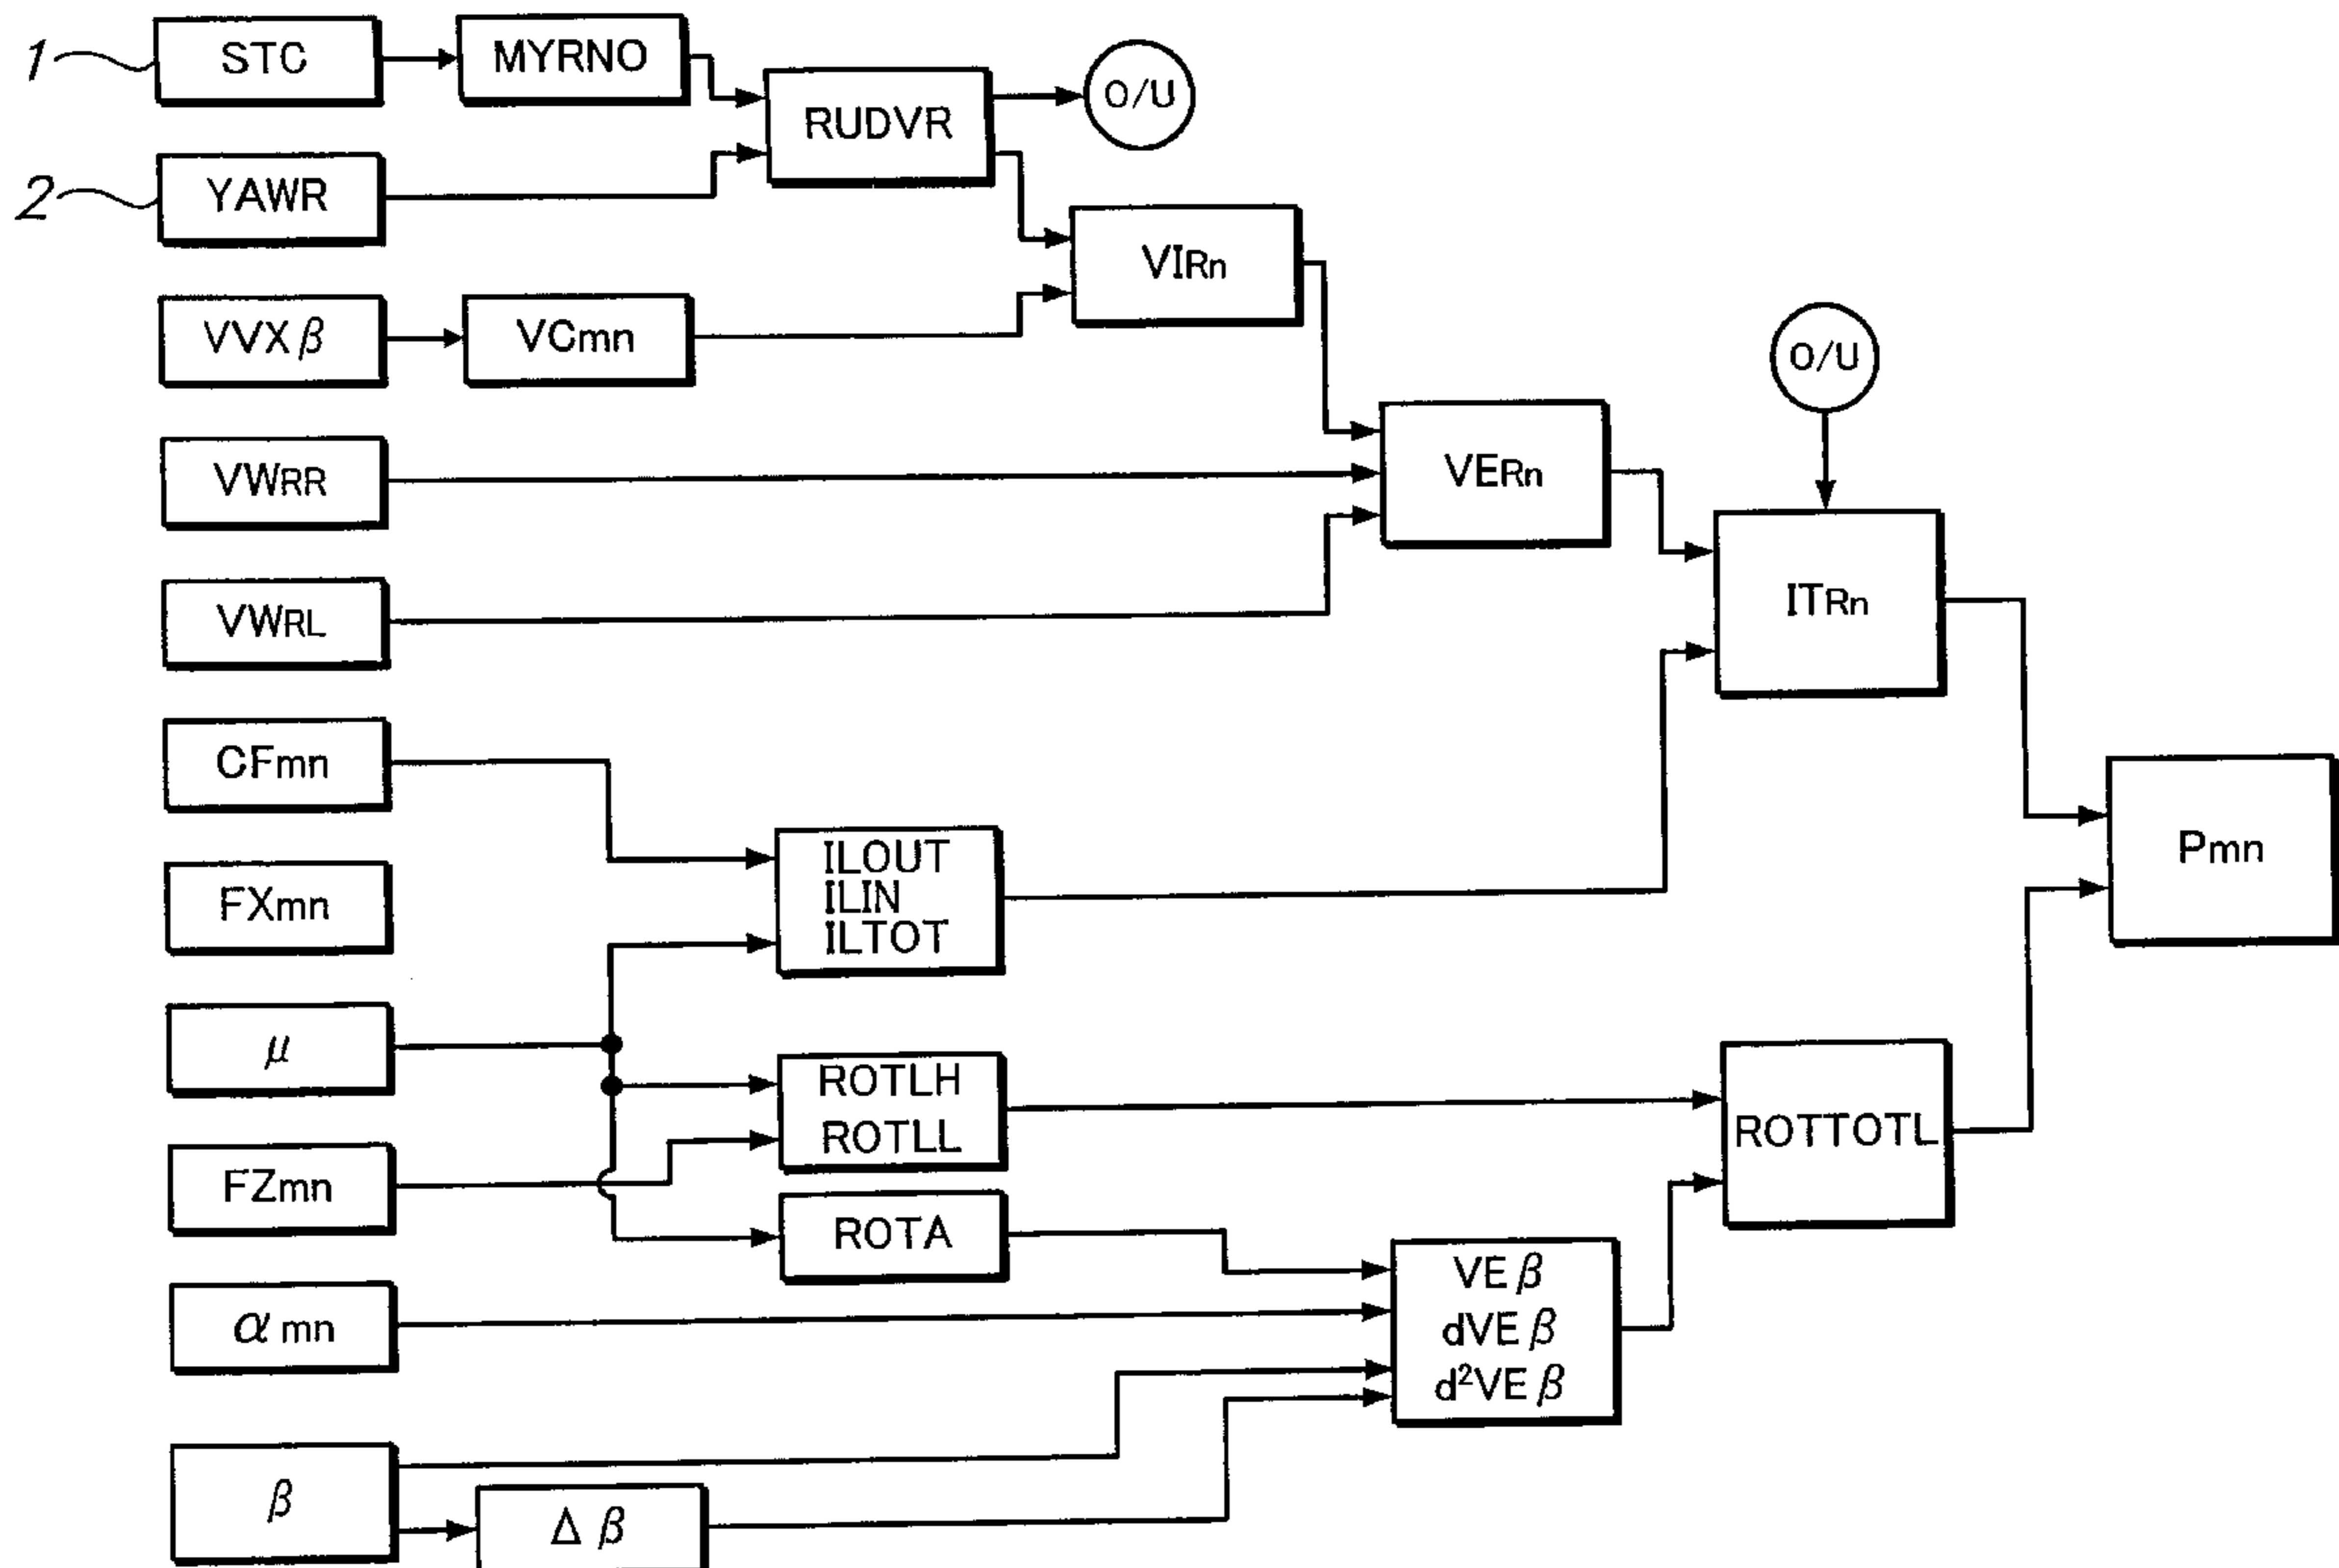 1
STC
MYRNO
RUDVR
O/U
2
YAWR
VIRn
VVXβ
VCmn
O/U
VWRR
VERn
VWRL
ITRn
CFmn
ILOUT
ILIN
ILTOT
Pmn
FXmn
μ
ROTLH
ROTLL
ROTTOTL
FZmn
ROTA
VEβ
dVEβ
d²VEβ
αmn
β
Δβ